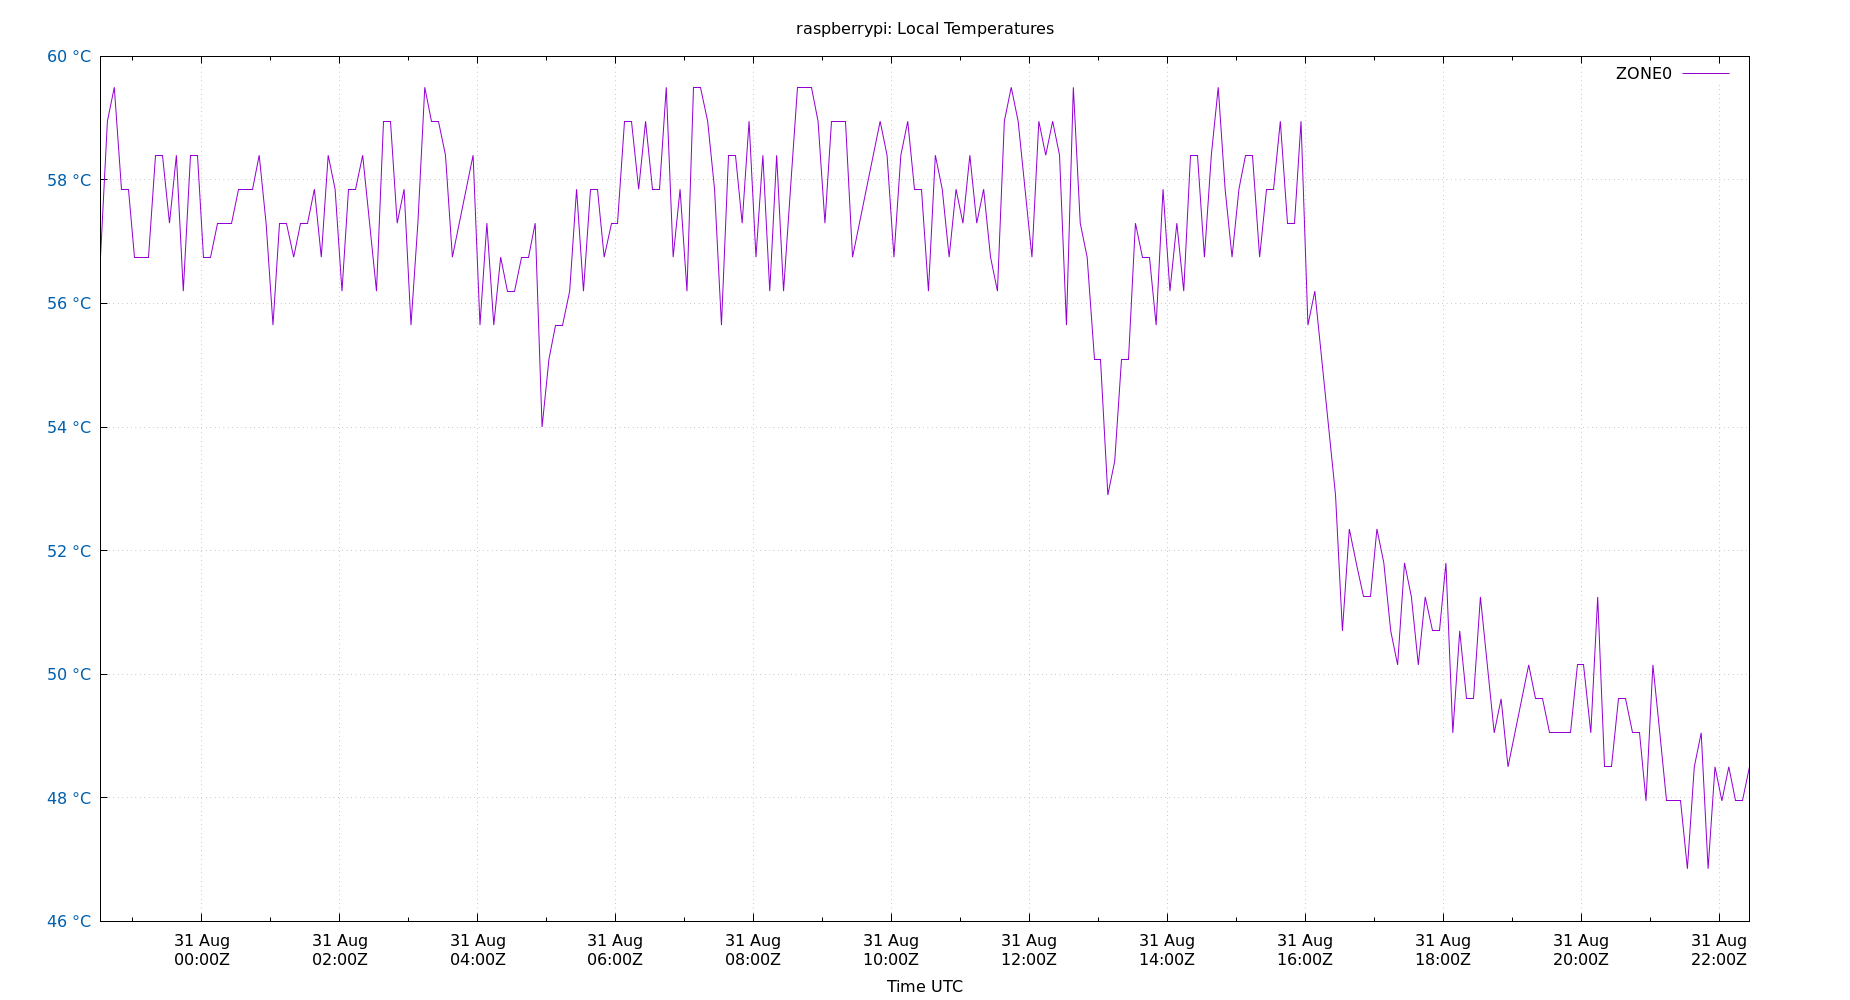 raspberrypi: Local Temperatures
60 °C
ZONE0
58 °C
56 °C
54 °C
52 °C
50 °C
48 °C
46 °C
31 Aug 31 Aug 31 Aug 31 Aug 31 Aug 31 Aug 31 Aug 31 Aug 31 Aug 31 Aug 31 Aug 31 Aug
00:00Z 02:00Z 04:00Z 06:00Z 08:00Z 10:00Z 12:00Z 14:00Z 16:00Z 18:00Z 20:00Z 22:00Z
Time UTC